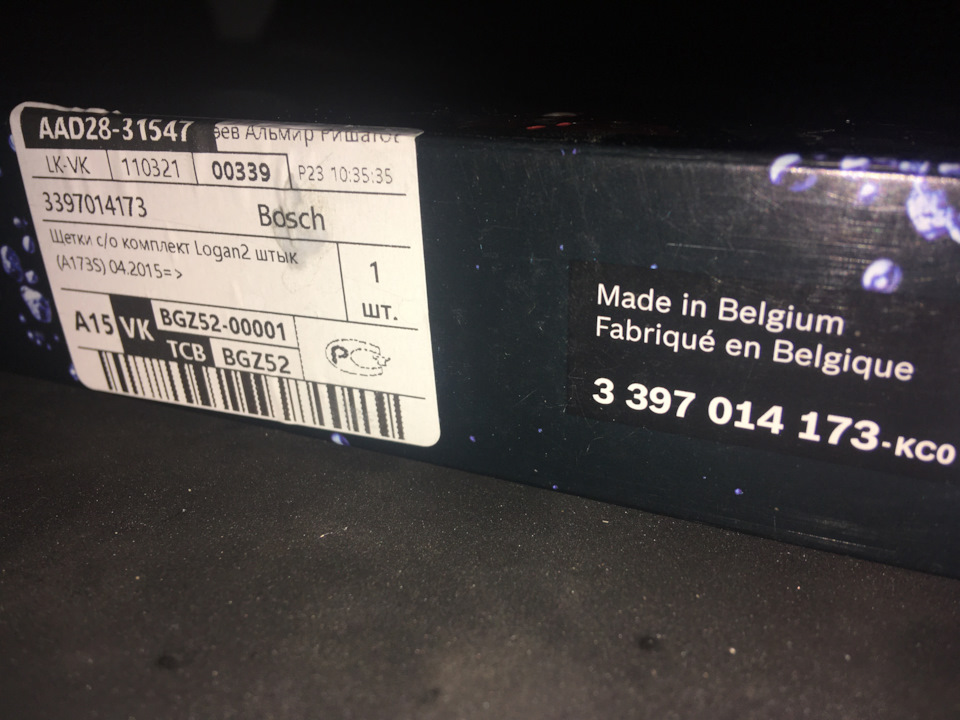 AAD28-31547 Альмир
LK-VK 110321 00339 P23 10:35:35
3397014173 Bosch
Щетки с/о комплект Logan2 штык
(A173S) 04.2015=>
1
шт.
A15 VK BGZ52-00001
TCB BGZ52
РСТ
Made in Belgium
Fabriqué en Belgique
3 397 014 173-KC0